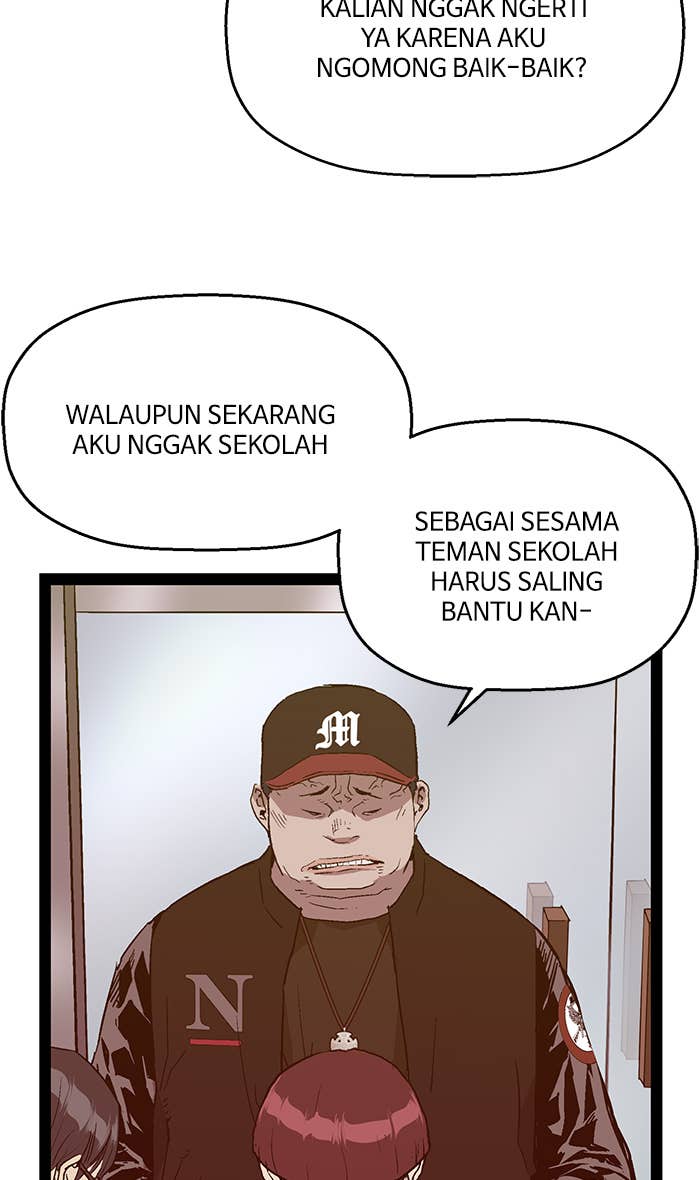 KALIAN NGGAK NGERTI
YA KARENA AKU
NGOMONG BAIK-BAIK?
WALAUPUN SEKARANG
AKU NGGAK SEKOLAH
SEBAGAI SESAMA
TEMAN SEKOLAH
HARUS SALING
BANTU KAN-
M
N